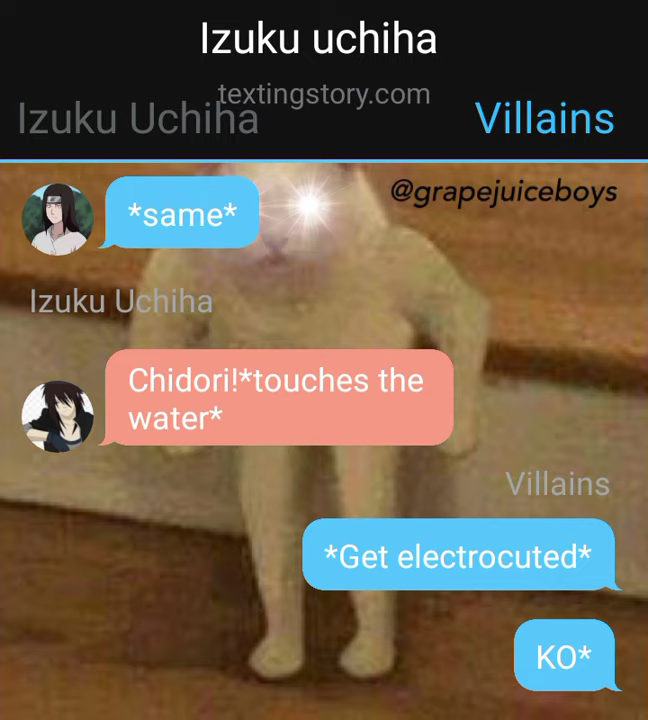 Izuku uchiha
textingstory.com
Izuku Uchiha
Villains
@grapejuiceboys
*same*
Izuku Uchiha
Chidori!*touches the
water*
Villains
*Get electrocuted*
KO*